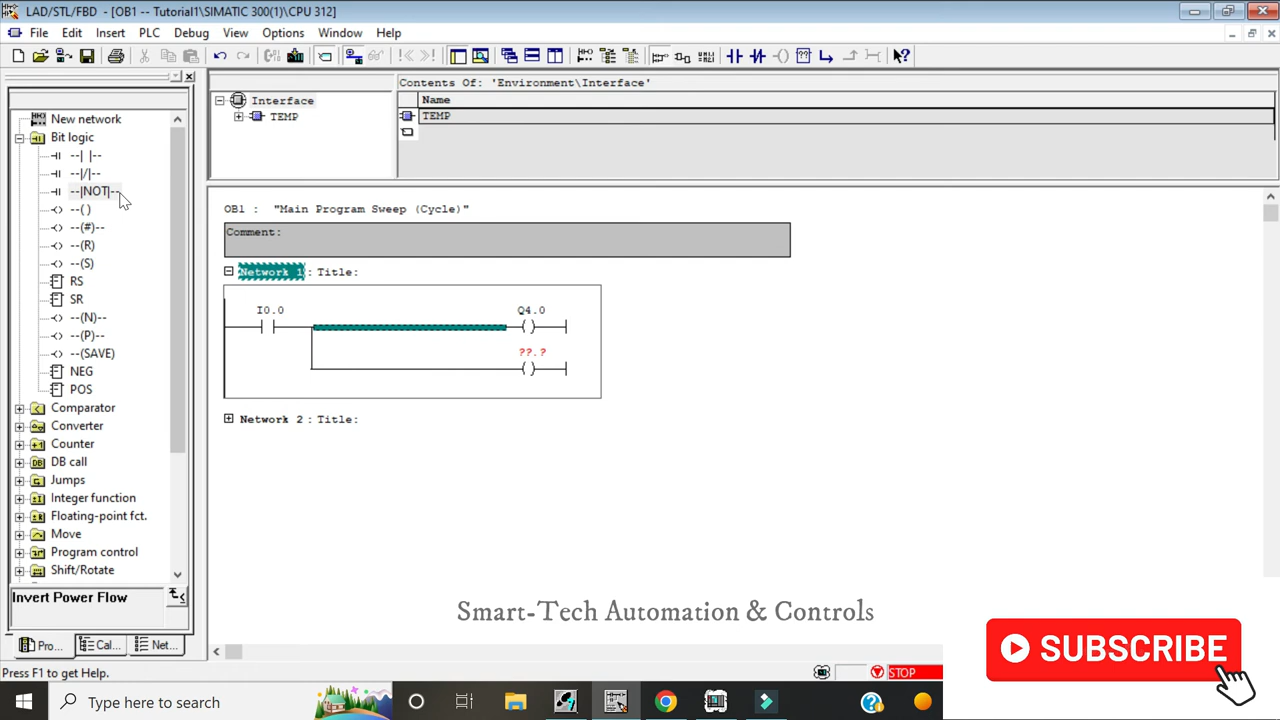 LAD/STL/FBD - [OB1 -- Tutorial1\SIMATIC 300(1)\CPU 312]
File Edit Insert PLC Debug View Options Window Help
Contents Of: 'Environment\Interface'
Interface
Name
TEMP
TEMP
New network
Bit logic
--| |--
--|/|--
--|NOT|--
--( )
--(#)--
--(R)
--(S)
RS
SR
--(N)--
--(P)--
--(SAVE)
NEG
POS
Comparator
Converter
Counter
DB call
Jumps
Integer function
Floating-point fct.
Move
Program control
Shift/Rotate
Invert Power Flow
Pro... Cal... Net...
OB1 : "Main Program Sweep (Cycle)"
Comment:
Network 1 : Title:
I0.0
Q4.0
??.?
Network 2 : Title:
Smart-Tech Automation & Controls
SUBSCRIBE
Press F1 to get Help.
STOP
Type here to search